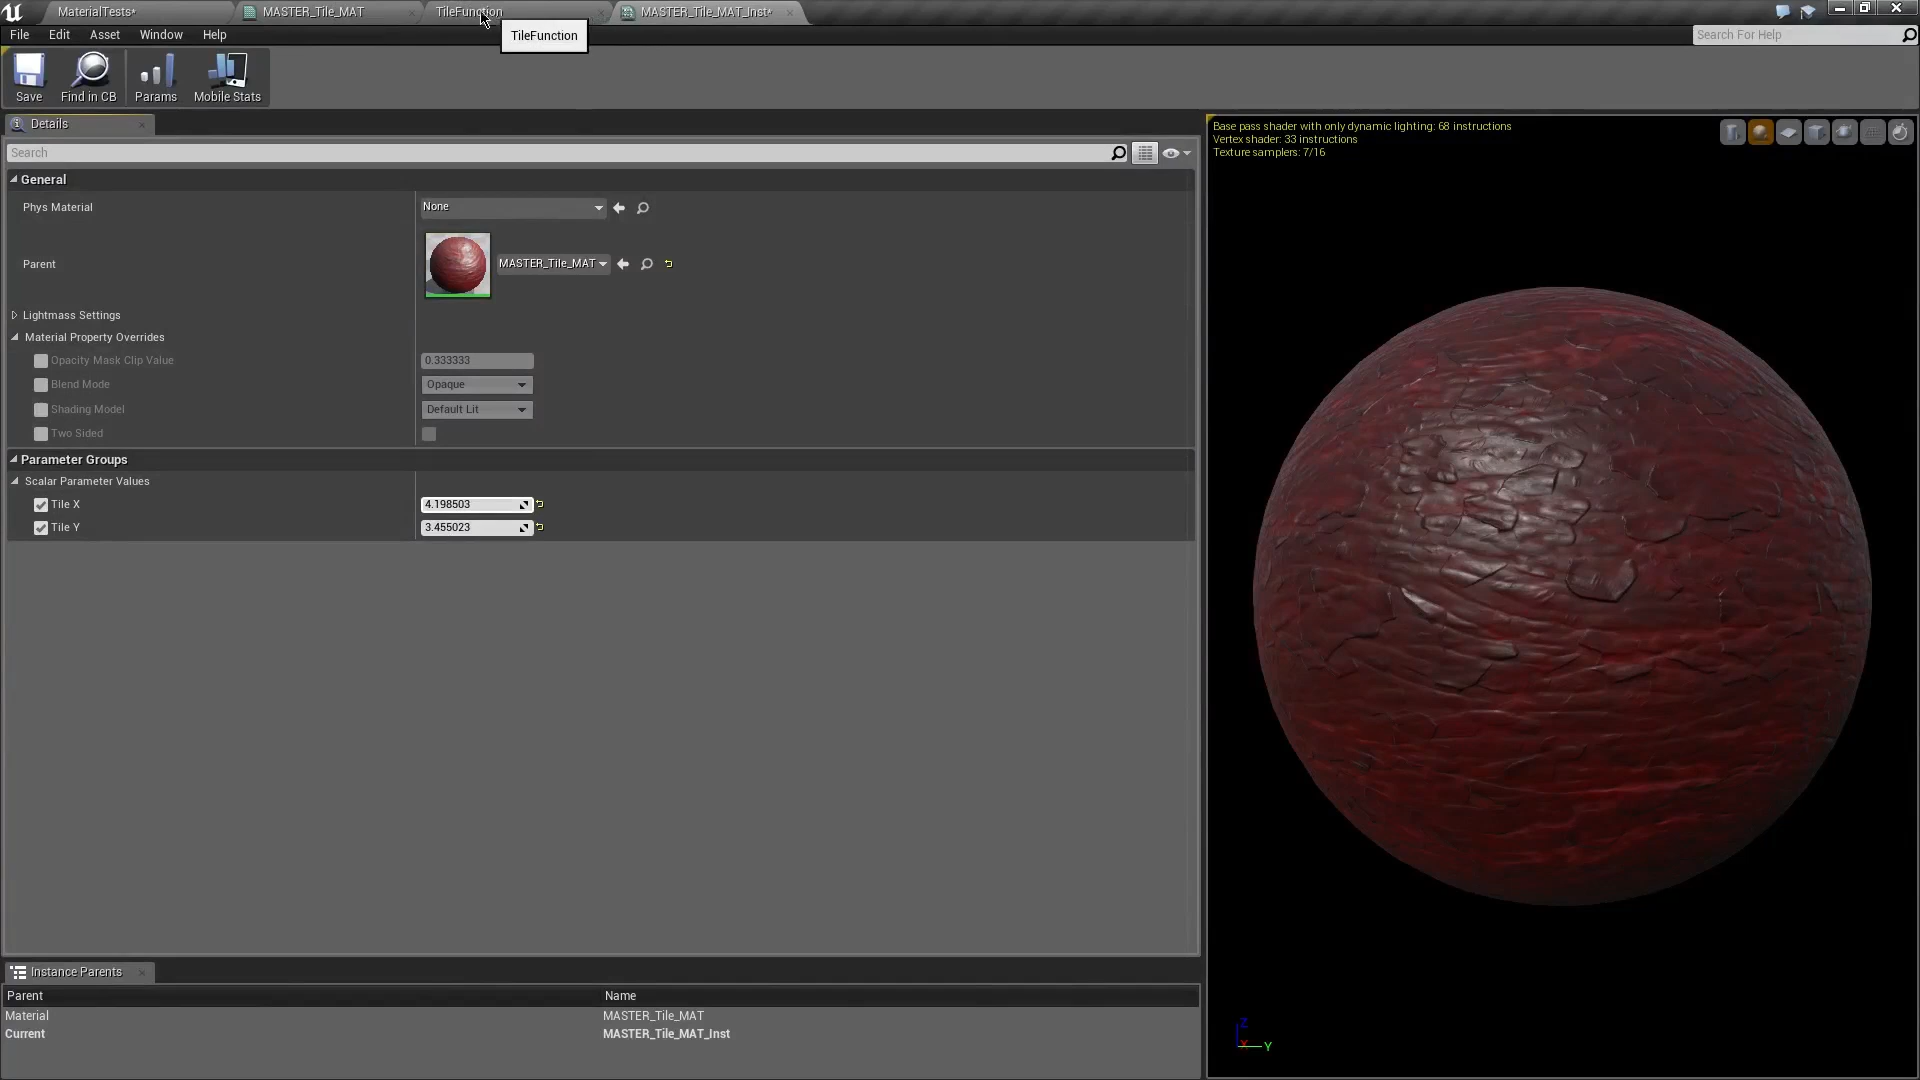 MaterialTests*
MASTER_Tile_MAT
TileFunction
MASTER_Tile_MAT_Inst*
TileFunction
File Edit Asset Window Help
Search For Help
Save
Find in CB
Params
Mobile Stats
Details
Search
General
Phys Material
None
Parent
MASTER_Tile_MAT
Lightmass Settings
Material Property Overrides
Opacity Mask Clip Value
0.333333
Blend Mode
Opaque
Shading Model
Default Lit
Two Sided
Parameter Groups
Scalar Parameter Values
Tile X
4.198503
Tile Y
3.455023
Base pass shader with only dynamic lighting: 68 instructions
Vertex shader: 33 instructions
Texture samplers: 7/16
Z
X
Y
Instance Parents
Parent Name
Material MASTER_Tile_MAT
Current MASTER_Tile_MAT_Inst